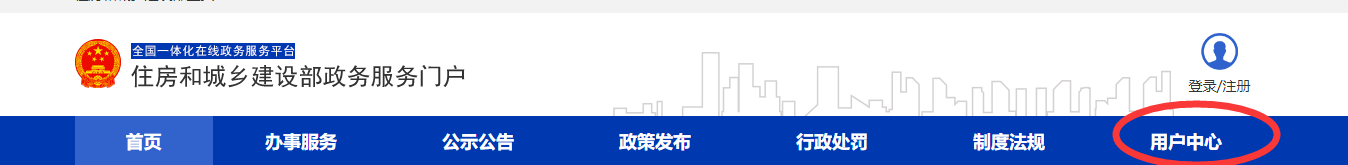 全国一体化在线政务服务平台
住房和城乡建设部政务服务门户
登录/注册
首页 办事服务 公示公告 政策发布 行政处罚 制度法规 用户中心